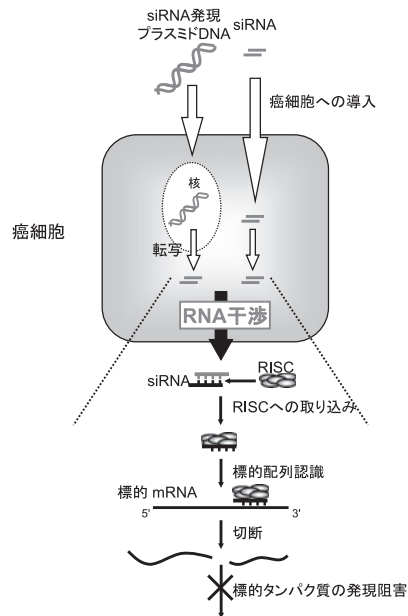 siRNA発現
プラスミドDNA
siRNA
癌細胞への導入
核
癌細胞
転写
RNA干渉
siRNA
RISC
RISCへの取り込み
標的配列認識
標的 mRNA
5'
3'
切断
標的タンパク質の発現阻害